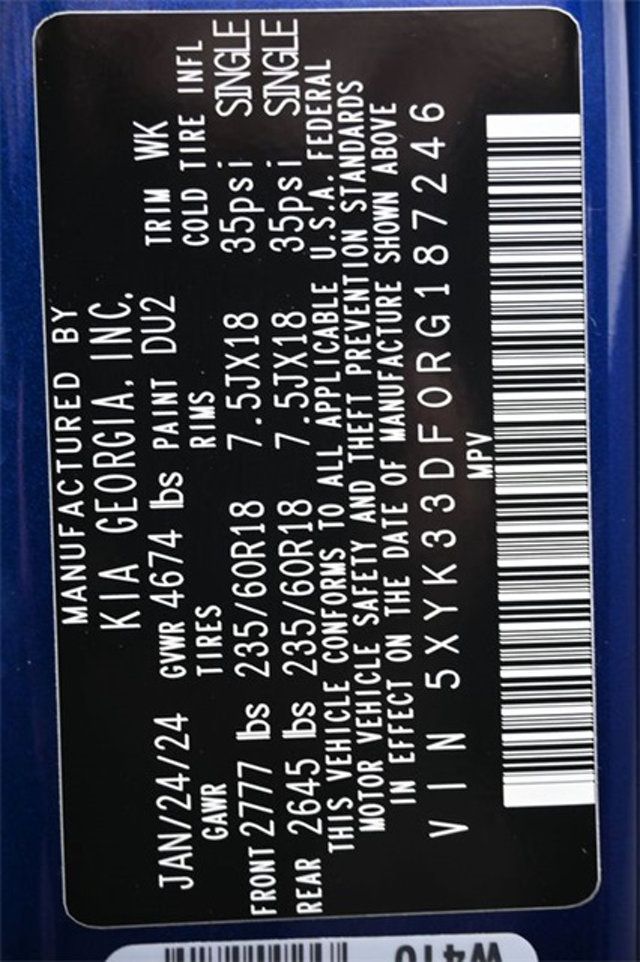 MANUFACTURED BY
KIA GEORGIA, INC.
JAN/24/24 GVWR 4674 lbs PAINT DU2 TRIM WK
GAWR TIRES RIMS COLD TIRE INFL
FRONT 2777 lbs 235/60R18 7.5JX18 35psi SINGLE
REAR 2645 lbs 235/60R18 7.5JX18 35psi SINGLE
THIS VEHICLE CONFORMS TO ALL APPLICABLE U.S.A. FEDERAL
MOTOR VEHICLE SAFETY AND THEFT PREVENTION STANDARDS
IN EFFECT ON THE DATE OF MANUFACTURE SHOWN ABOVE
VIN 5XYK33DF0RG187246
MPV